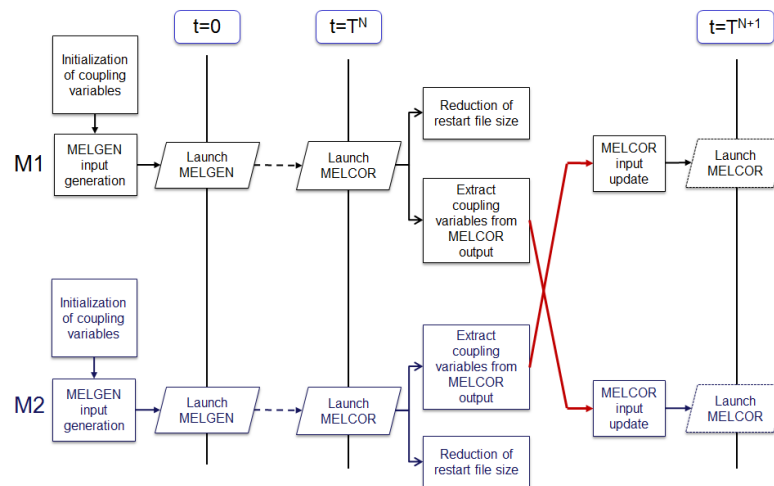 t=0
t=T^N
t=T^N+1
Initialization
of coupling
variables
Reduction of
restart file size
M1
MELGEN
input
generation
Launch
MELGEN
Launch
MELCOR
MELCOR
input
update
Launch
MELCOR
Extract
coupling
variables from
MELCOR
output
Initialization
of coupling
variables
Extract
coupling
variables from
MELCOR
output
M2
MELGEN
input
generation
Launch
MELGEN
Launch
MELCOR
MELCOR
input
update
Launch
MELCOR
Reduction of
restart file size